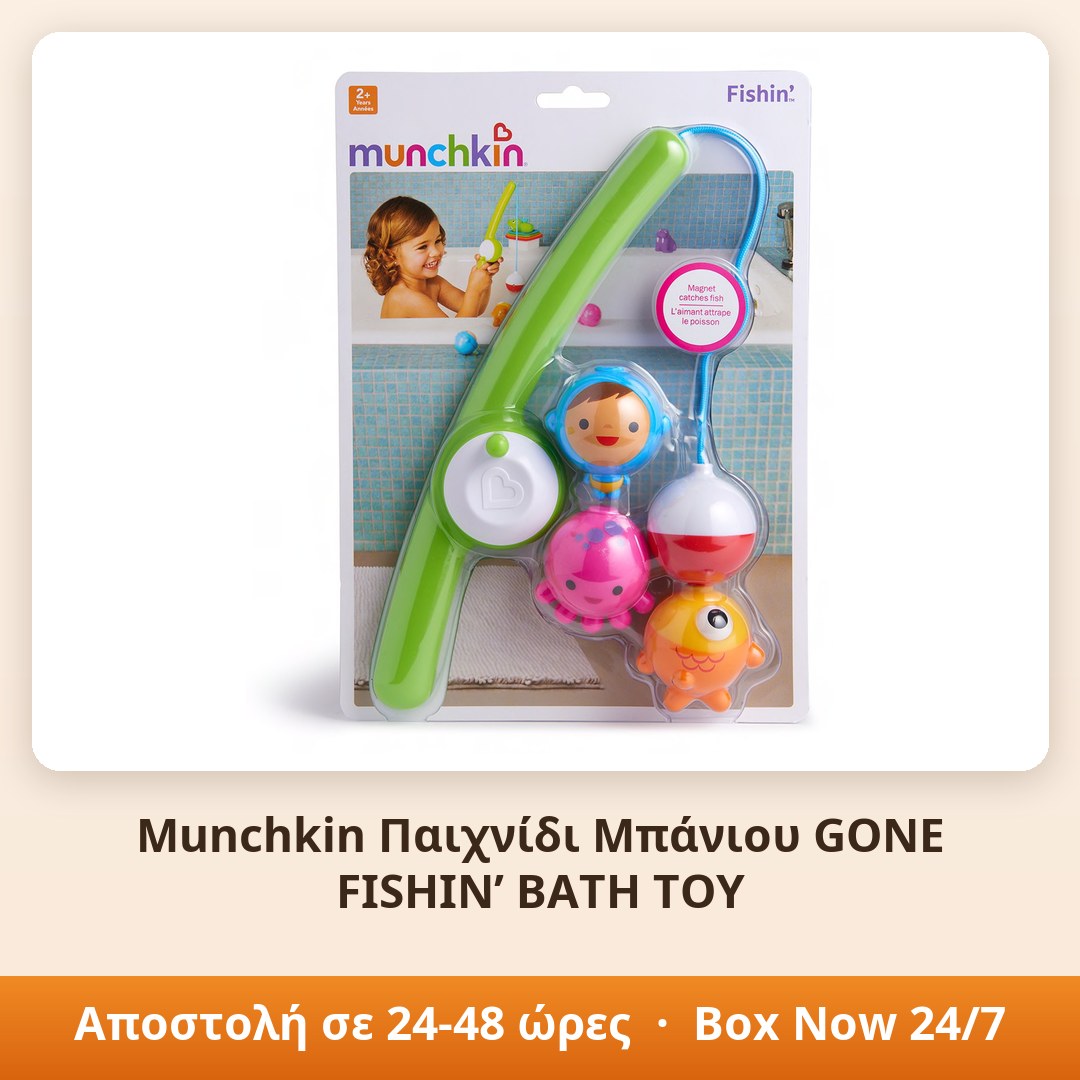 2+
Years
Années
Fishin'™
munchkin
Magnet
catches fish
L'aimant attrape
le poisson
Munchkin Παιχνίδι Μπάνιου GONE
FISHIN’ BATH TOY
Αποστολή σε 24-48 ώρες · Box Now 24/7